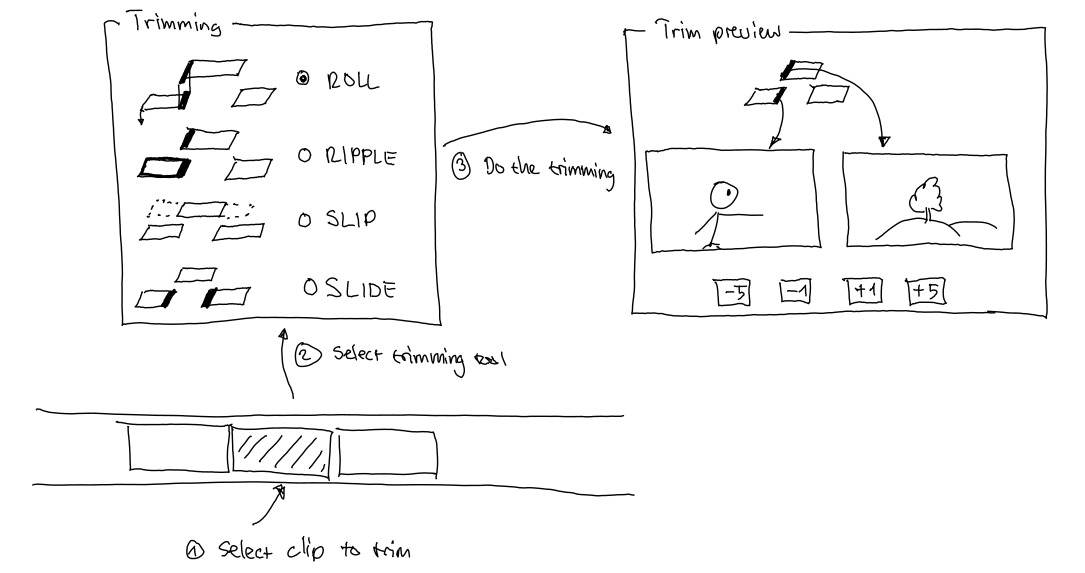 Trimming
ROLL
RIPPLE
SLIP
SLIDE
Trim preview
-5 -1 +1 +5
③ Do the trimming
② Select trimming tool
① Select clip to trim